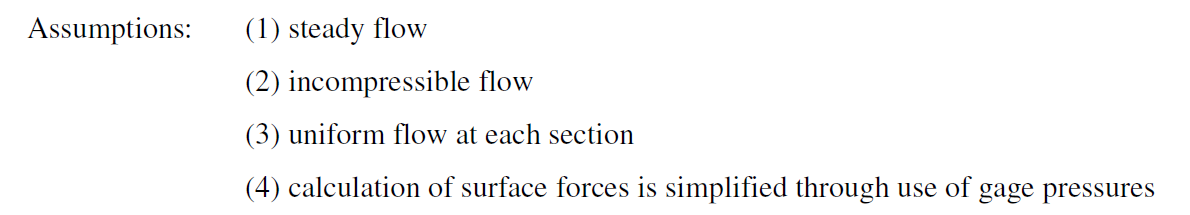 Assumptions: (1) steady flow
(2) incompressible flow
(3) uniform flow at each section
(4) calculation of surface forces is simplified through use of gage pressures